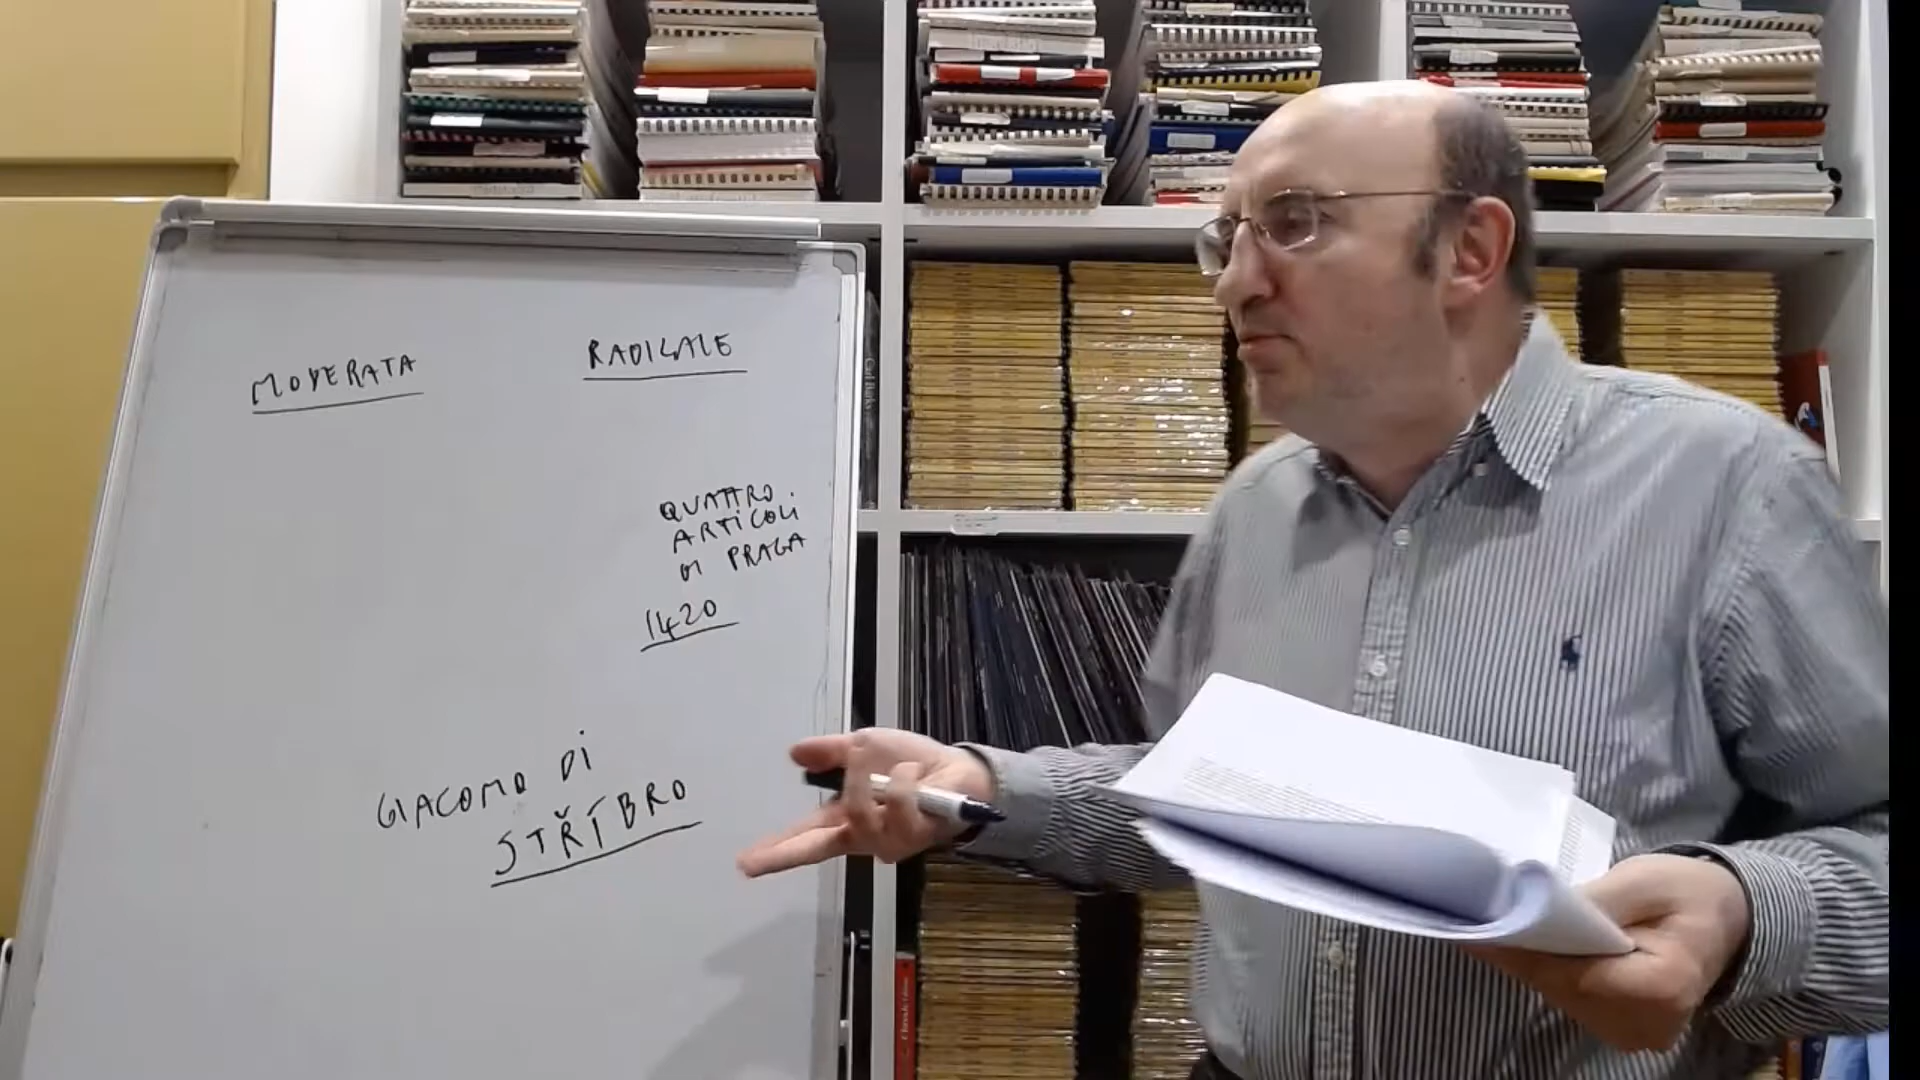 MODERATA
RADICALE
QUATTRO
ARTICOLI
DI PRAGA
1420
GIACOMO DI
STŘÍBRO